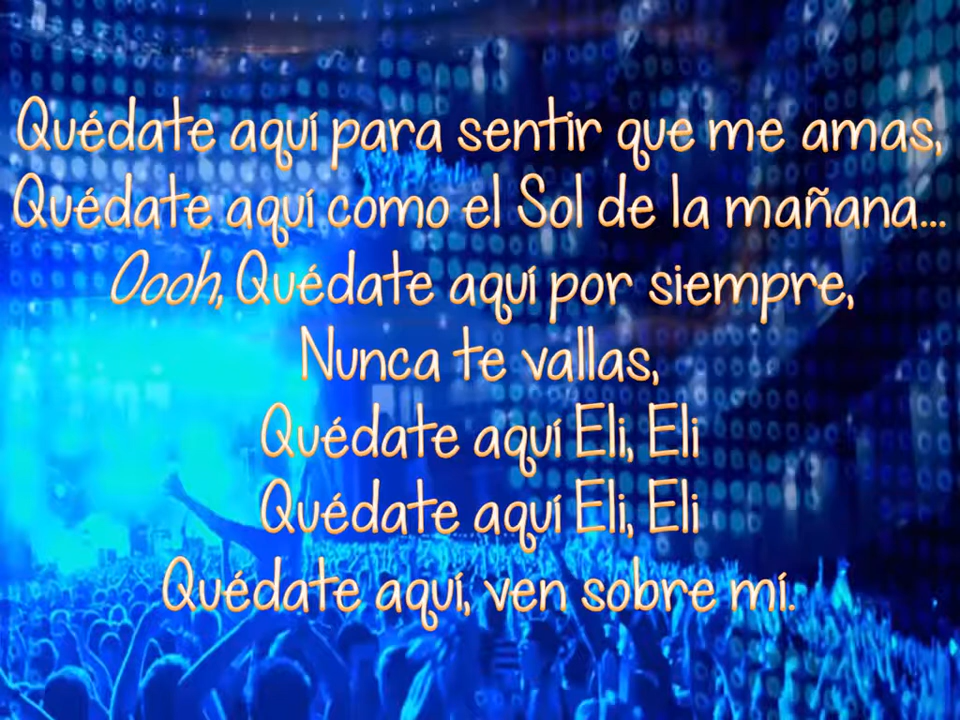 Quédate aquí para sentir que me amas,
Quédate aquí como el Sol de la mañana...
Oooh, Quédate aquí por siempre,
Nunca te vallas,
Quédate aquí Eli, Eli
Quédate aquí Eli, Eli
Quédate aquí, ven sobre mí.